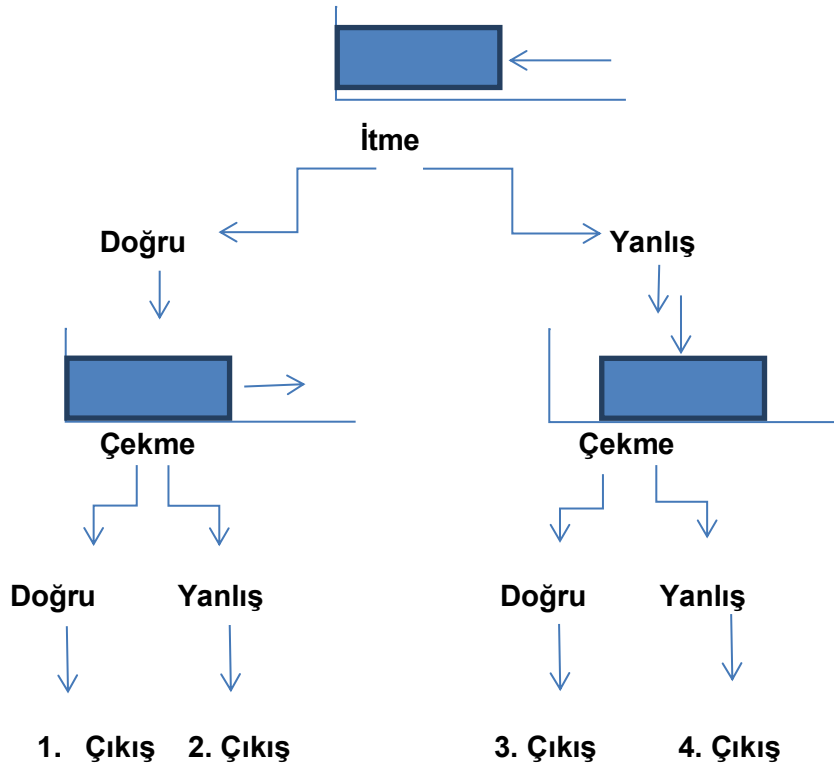 İtme
Doğru Yanlış
Çekme Çekme
Doğru Yanlış Doğru Yanlış
1. Çıkış 2. Çıkış 3. Çıkış 4. Çıkış